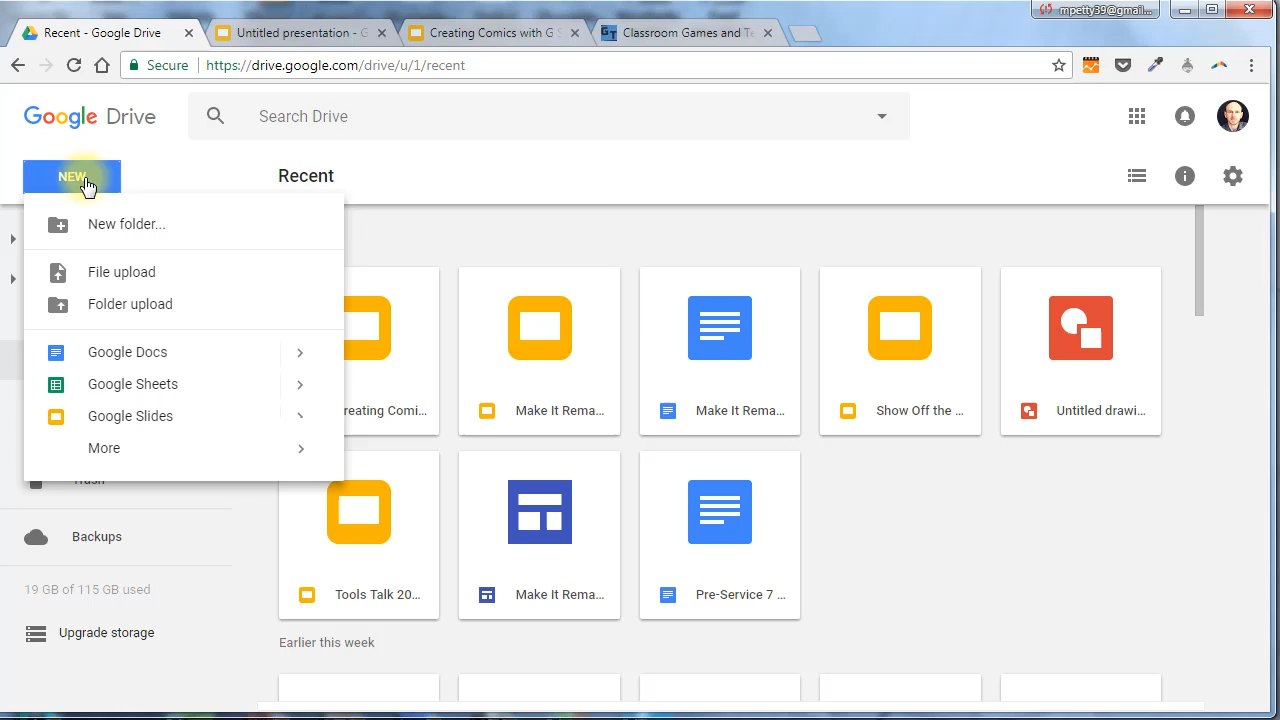 mpetty39@gmail...
Recent - Google Drive
Untitled presentation - G
Creating Comics with G S
Classroom Games and Te
Secure
https://drive.google.com/drive/u/1/recent
Google Drive
Search Drive
NEW
Recent
New folder...
File upload
Folder upload
Google Docs
Google Sheets
Google Slides
More
reating Comi...
Make It Rema...
Make It Rema...
Show Off the ...
Untitled drawi...
Trash
Backups
19 GB of 115 GB used
Upgrade storage
Tools Talk 20...
Make It Rema...
Pre-Service 7 ...
Earlier this week